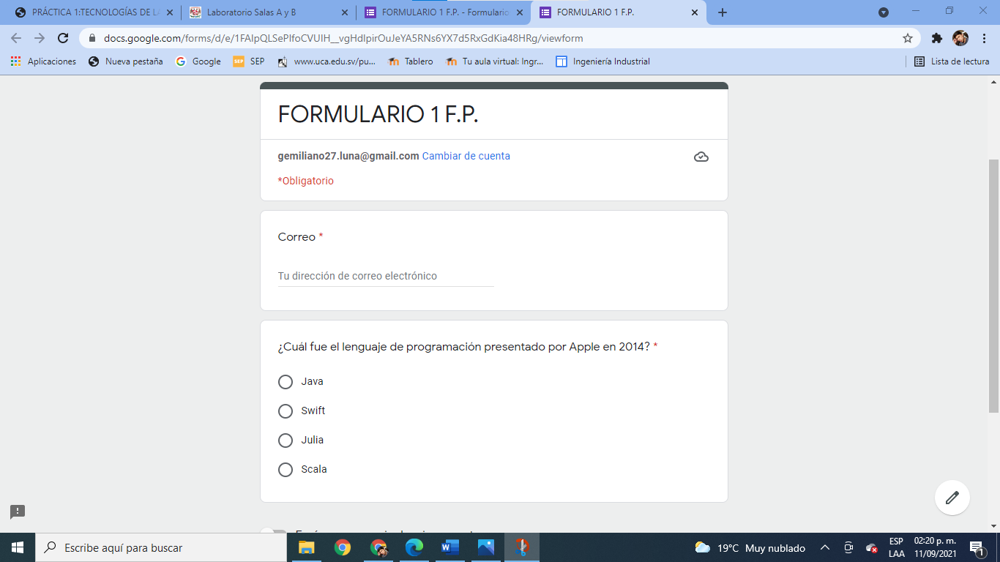 PRÁCTICA 1:TECNOLOGÍAS DE LA
Laboratorio Salas A y B
FORMULARIO 1 F.P. - Formulario
FORMULARIO 1 F.P.
docs.google.com/forms/d/e/1FAIpQLSePIfoCVUIH__vgHdIpirOuJeYA5RNs6YX7d5RxGdKia48HRg/viewform
Aplicaciones
Nueva pestaña
Google
SEP
SEP
www.uca.edu.sv/pu...
Tablero
Tu aula virtual: Ingr...
Ingeniería Industrial
Lista de lectura
FORMULARIO 1 F.P.
gemiliano27.luna@gmail.com Cambiar de cuenta
*Obligatorio
Correo *
Tu dirección de correo electrónico
¿Cuál fue el lenguaje de programación presentado por Apple en 2014? *
Java
Swift
Julia
Scala
Escribe aquí para buscar
19°C Muy nublado
ESP
LAA
02:20 p. m.
11/09/2021
1